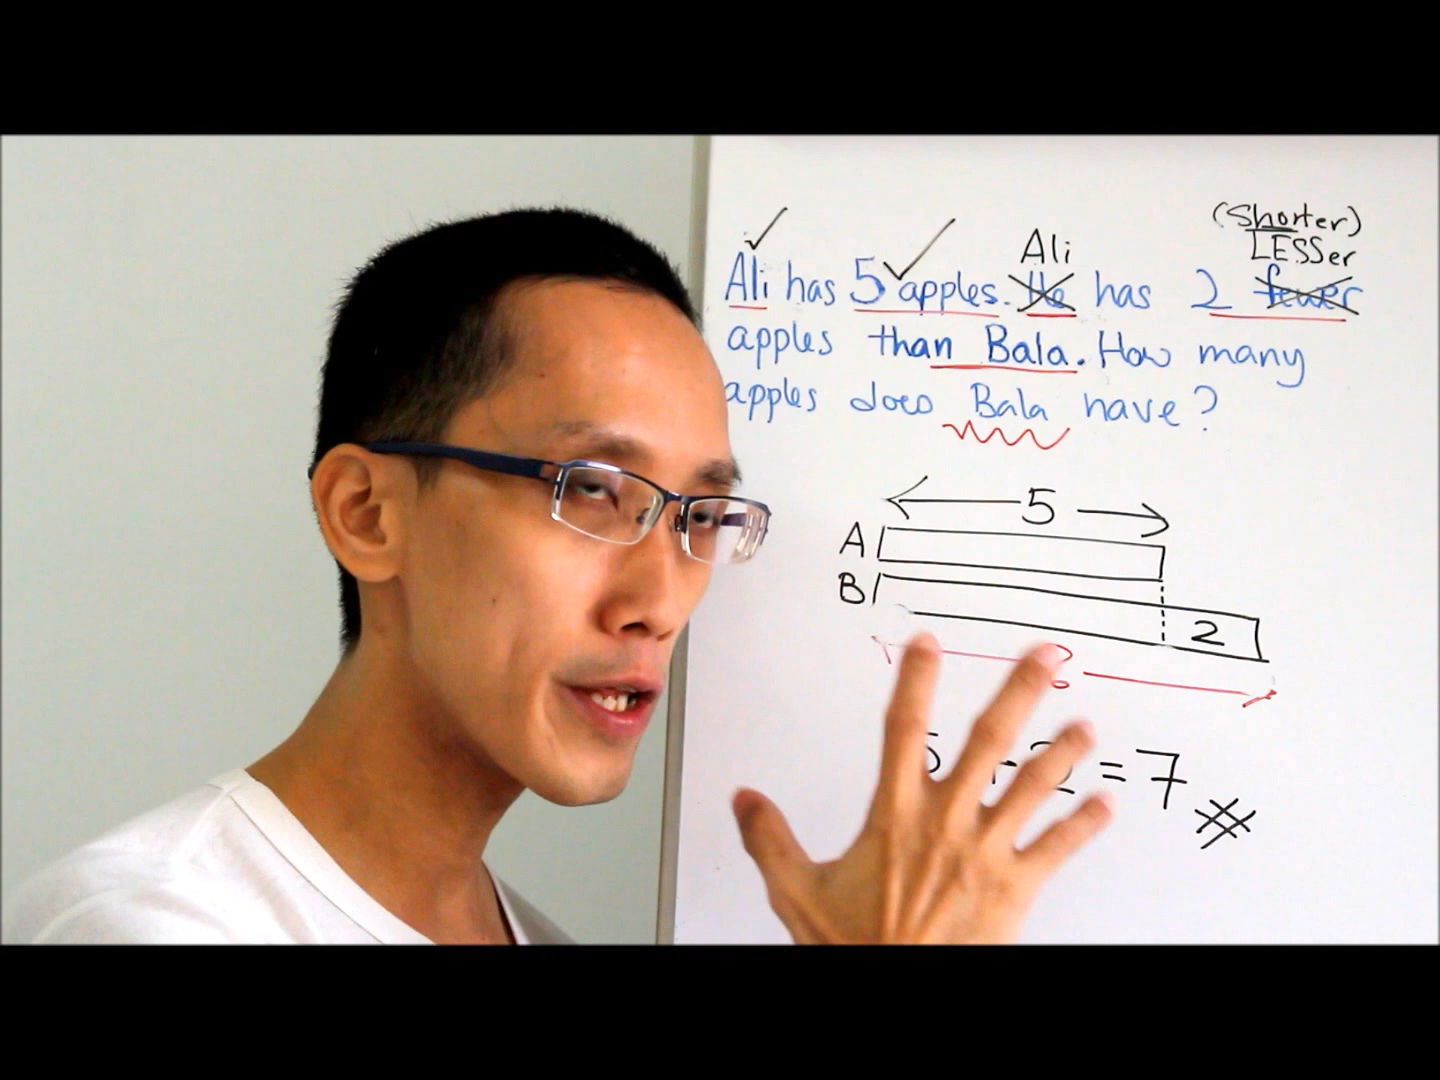 (Shorter)
Ali LESSer
Ali has 5 apples. He has 2 fewer
apples than Bala. How many
apples does Bala have?
5
A
B
2
?
5 + 2 = 7